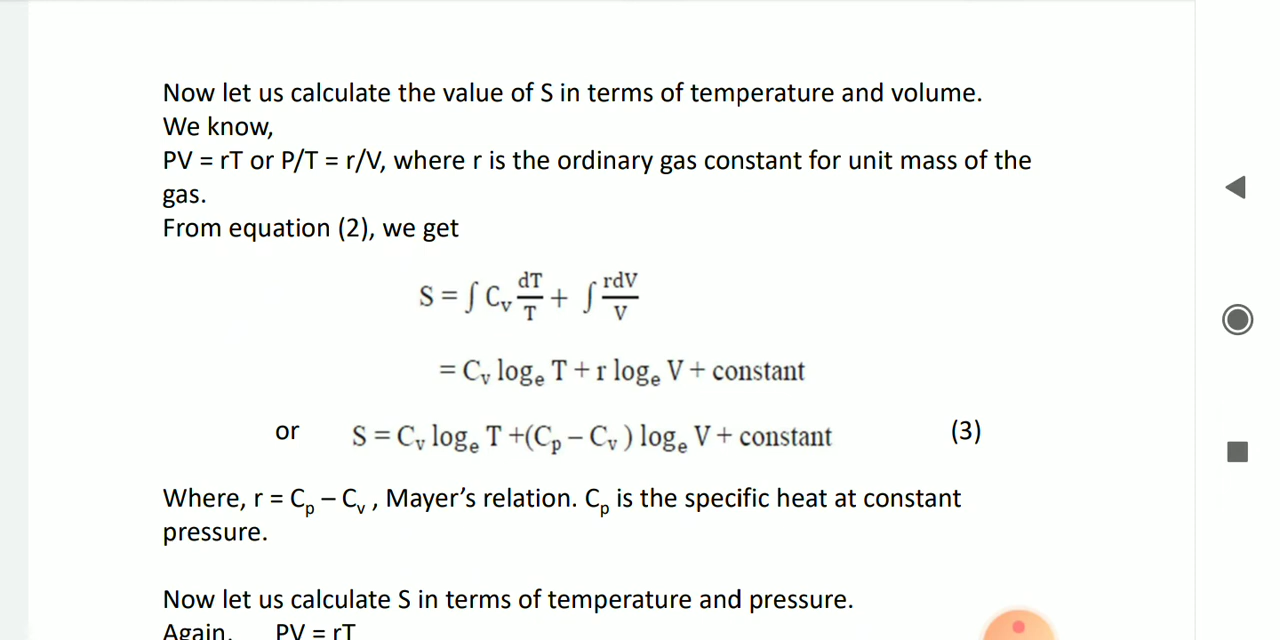 Now let us calculate the value of S in terms of temperature and volume.
We know,
PV = rT or P/T = r/V, where r is the ordinary gas constant for unit mass of the
gas.
From equation (2), we get
S = ∫ Cᵥ dT/T + ∫ rdV/V
= Cᵥ logₑ T + r logₑ V + constant
or S = Cᵥ logₑ T +(Cₚ – Cᵥ ) logₑ V + constant (3)
Where, r = Cₚ – Cᵥ , Mayer’s relation. Cₚ is the specific heat at constant
pressure.
Now let us calculate S in terms of temperature and pressure.
Again, PV = rT